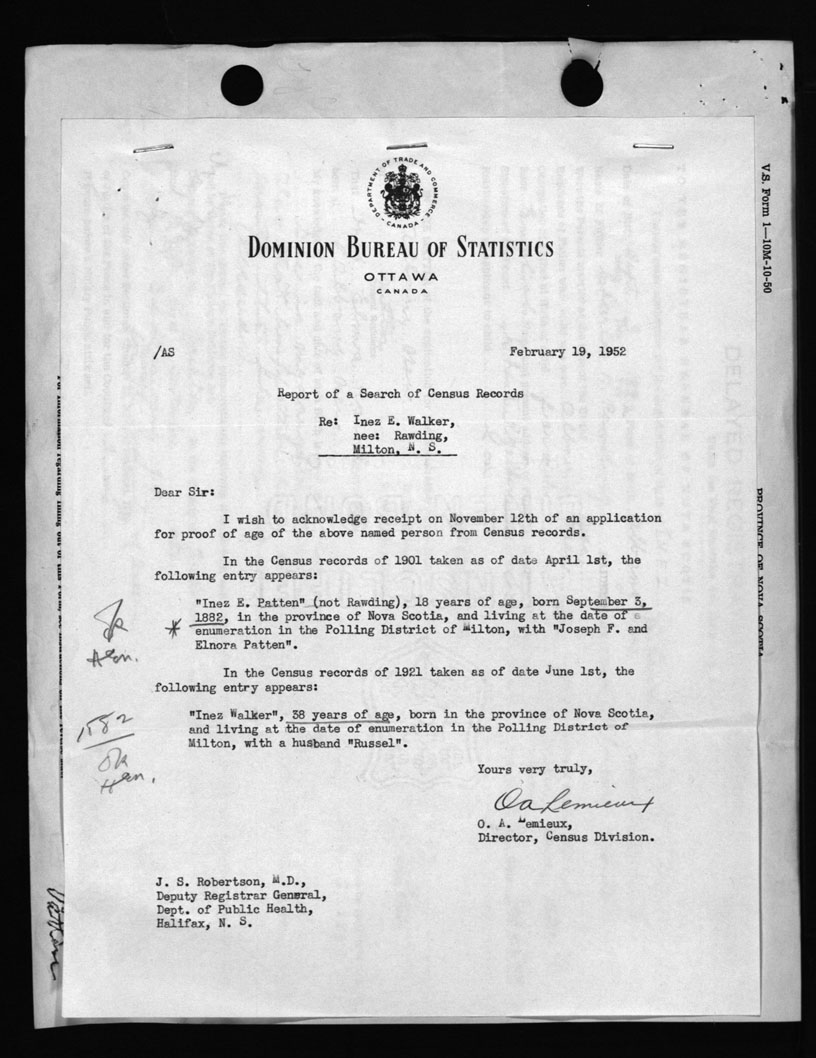 DEPARTMENT OF TRADE AND COMMERCE
CANADA
DOMINION BUREAU OF STATISTICS
OTTAWA
CANADA
V.S. Form 1—10M-10-50
/AS
February 19, 1952
Report of a Search of Census Records
Re: Inez E. Walker,
nee: Rawding,
Milton, N. S.
Dear Sir:
I wish to acknowledge receipt on November 12th of an application
for proof of age of the above named person from Census records.
In the Census records of 1901 taken as of date April 1st, the
following entry appears:
"Inez E. Patten" (not Rawding), 18 years of age, born September 3,
1882, in the province of Nova Scotia, and living at the date of
* enumeration in the Polling District of Milton, with "Joseph F. and
Elnora Patten".
In the Census records of 1921 taken as of date June 1st, the
following entry appears:
"Inez Walker", 38 years of age, born in the province of Nova Scotia,
and living at the date of enumeration in the Polling District of
Milton, with a husband "Russel".
1882
ok
Yours very truly,
O A Lemieux
O. A. Lemieux,
Director, Census Division.
J. S. Robertson, M.D.,
Deputy Registrar General,
Dept. of Public Health,
Halifax, N. S.
PROVINCE OF NOVA SCOTIA